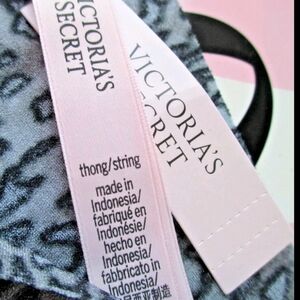 VICTORIA'S
SECRET
thong/string
made in
Indonesia/
fabriqué en
Indonésie/
hecho en
Indonesia/
fabbricato in
Indonesia/
VICTORIA'S
SECRET